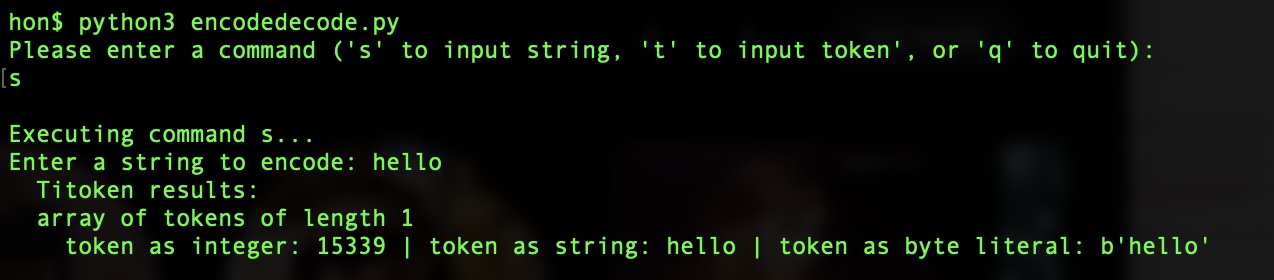 hon$ python3 encodedecode.py
Please enter a command ('s' to input string, 't' to input token', or 'q' to quit):
[s
Executing command s...
Enter a string to encode: hello
Titoken results:
array of tokens of length 1
token as integer: 15339 | token as string: hello | token as byte literal: b'hello'